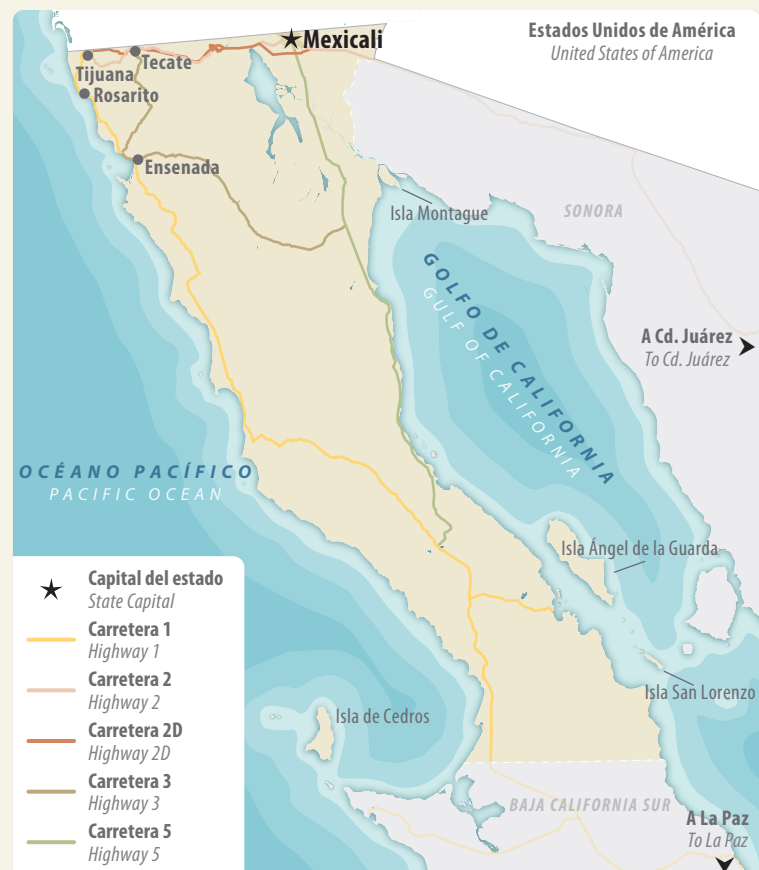 Estados Unidos de América
United States of America
Mexicali
Tecate
Tijuana
Rosarito
Ensenada
Isla Montague
SONORA
GOLFO DE CALIFORNIA
GULF OF CALIFORNIA
A Cd. Juárez
To Cd. Juárez
OCÉANO PACÍFICO
PACIFIC OCEAN
Isla Ángel de la Guarda
Isla San Lorenzo
Isla de Cedros
BAJA CALIFORNIA SUR
A La Paz
To La Paz
Capital del estado
State Capital
Carretera 1
Highway 1
Carretera 2
Highway 2
Carretera 2D
Highway 2D
Carretera 3
Highway 3
Carretera 5
Highway 5